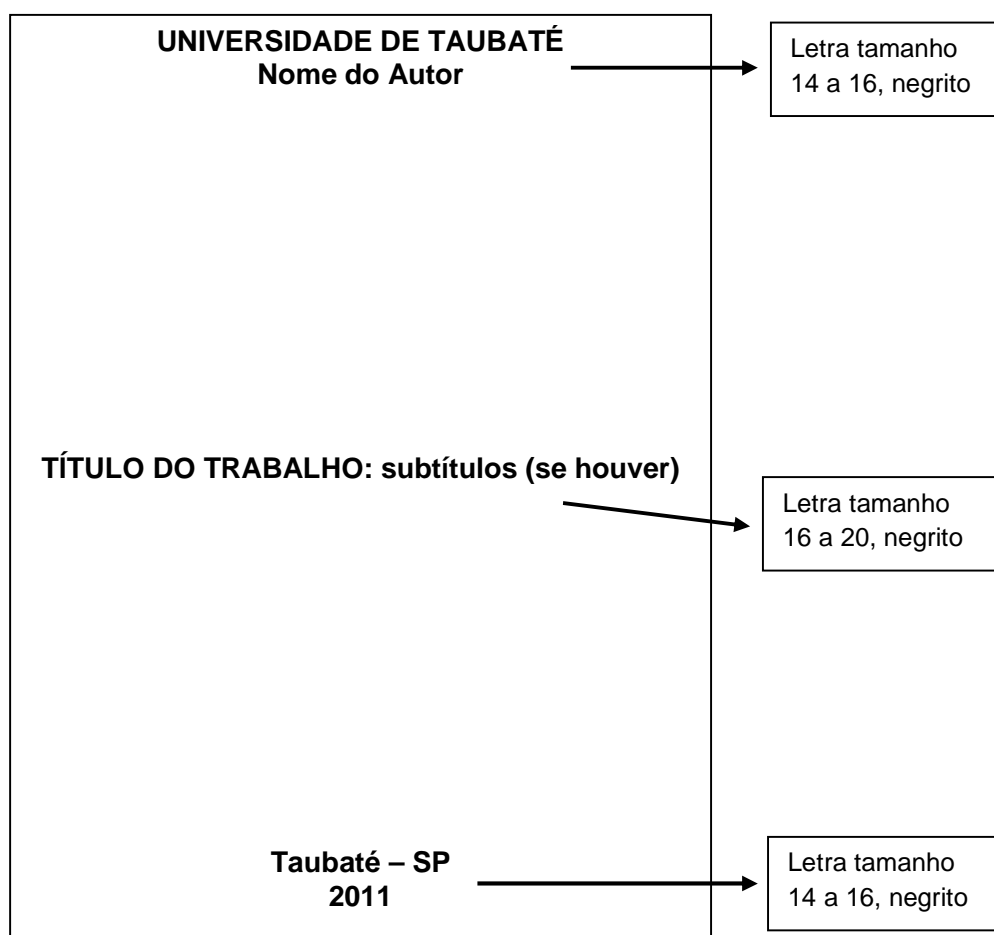 UNIVERSIDADE DE TAUBATÉ
Nome do Autor
Letra tamanho
14 a 16, negrito
TÍTULO DO TRABALHO: subtítulos (se houver)
Letra tamanho
16 a 20, negrito
Taubaté – SP
2011
Letra tamanho
14 a 16, negrito